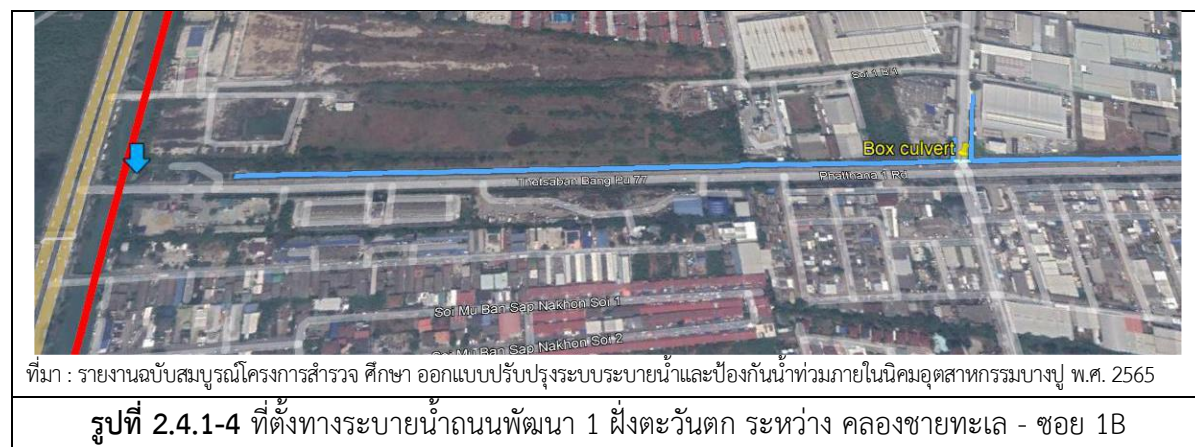 Soi 1 B 1
Box culvert
Thetsaban Bang Pu 77
Phatthana 1 Rd
Soi Mu Ban Sap Nakhon Soi 1
Soi Mu Ban Sap Nakhon Soi 2
ที่มา : รายงานฉบับสมบูรณ์โครงการสำรวจ ศึกษา ออกแบบปรับปรุงระบบระบายน้ำและป้องกันน้ำท่วมภายในนิคมอุตสาหกรรมบางปู พ.ศ. 2565
รูปที่ 2.4.1-4 ที่ตั้งทางระบายน้ำถนนพัฒนา 1 ฝั่งตะวันตก ระหว่าง คลองชายทะเล - ซอย 1B